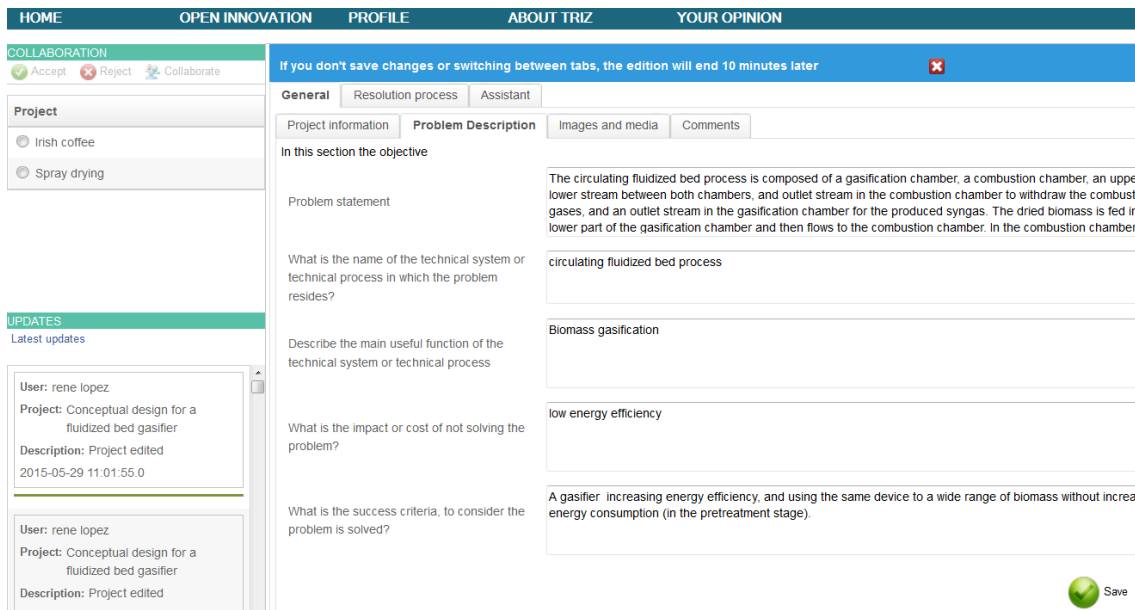 HOME OPEN INNOVATION PROFILE ABOUT TRIZ YOUR OPINION
COLLABORATION
Accept Reject Collaborate
Project
Irish coffee
Spray drying
UPDATES
Latest updates
User: rene lopez
Project: Conceptual design for a
fluidized bed gasifier
Description: Project edited
2015-05-29 11:01:55.0
User: rene lopez
Project: Conceptual design for a
fluidized bed gasifier
Description: Project edited
If you don't save changes or switching between tabs, the edition will end 10 minutes later
General Resolution process Assistant
Project information Problem Description Images and media Comments
In this section the objective
Problem statement
The circulating fluidized bed process is composed of a gasification chamber, a combustion chamber, an uppe
lower stream between both chambers, and outlet stream in the combustion chamber to withdraw the combust
gases, and an outlet stream in the gasification chamber for the produced syngas. The dried biomass is fed in
lower part of the gasification chamber and then flows to the combustion chamber. In the combustion chamber
What is the name of the technical system or
technical process in which the problem
resides?
circulating fluidized bed process
Describe the main useful function of the
technical system or technical process
Biomass gasification
What is the impact or cost of not solving the
problem?
low energy efficiency
What is the success criteria, to consider the
problem is solved?
A gasifier increasing energy efficiency, and using the same device to a wide range of biomass without increa
energy consumption (in the pretreatment stage).
Save